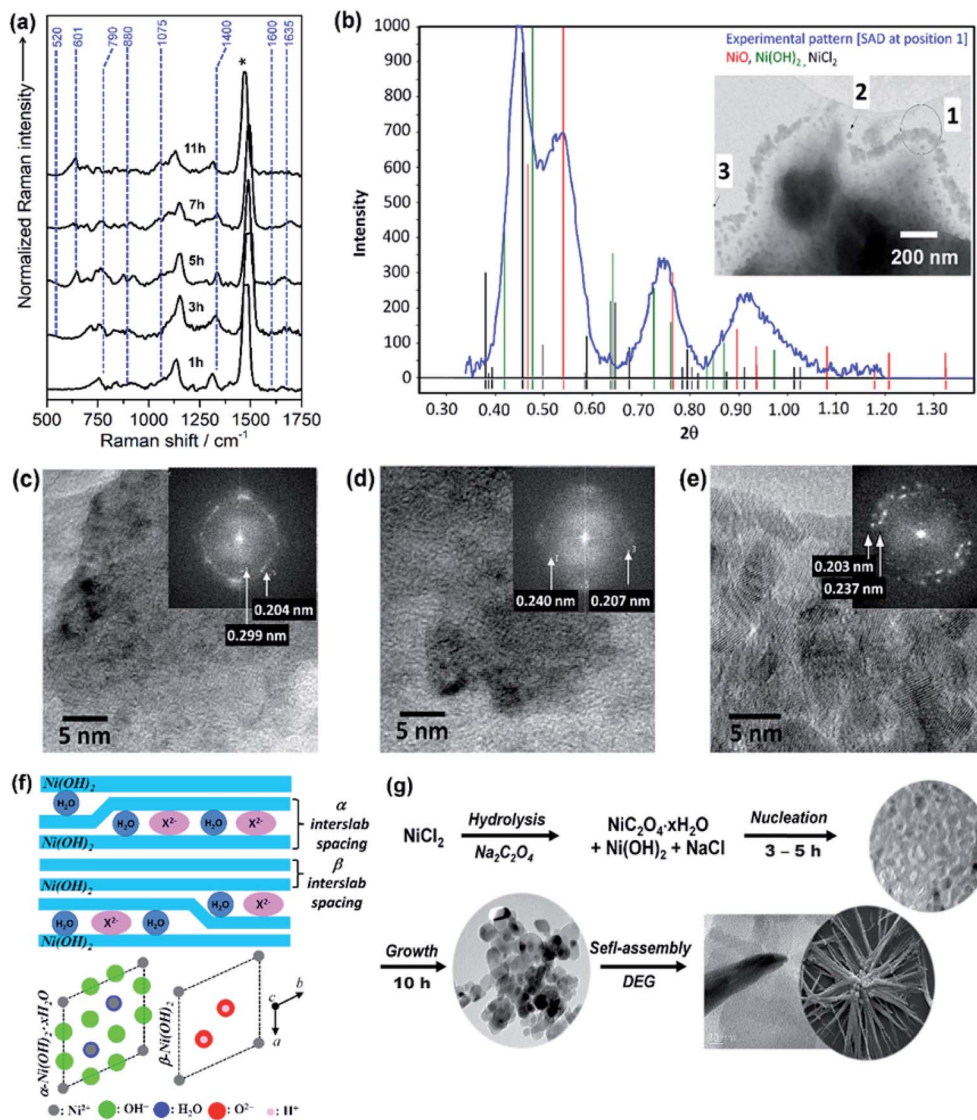 (a)
Normalized Raman intensity
520
601
790
880
1075
1400
1600
1635
*
11h
7h
5h
3h
1h
500 750 1000 1250 1500 1750
Raman shift / cm⁻¹
(b)
Intensity
1000
900
800
700
600
500
400
300
200
100
0
Experimental pattern [SAD at position 1]
NiO, Ni(OH)₂, NiCl₂
1
2
3
200 nm
0.30 0.40 0.50 0.60 0.70 0.80 0.90 1.00 1.10 1.20 1.30
2θ
(c)
0.204 nm
0.299 nm
5 nm
(d)
0.240 nm 0.207 nm
5 nm
(e)
0.203 nm
0.237 nm
5 nm
(f)
Ni(OH)₂
H₂O
H₂O X²⁻ H₂O X²⁻
Ni(OH)₂
α
interslab
spacing
Ni(OH)₂
β
interslab
spacing
H₂O X²⁻
H₂O X²⁻ H₂O
Ni(OH)₂
α-Ni(OH)₂·xH₂O
β-Ni(OH)₂
c b
a
: Ni²⁺ : OH⁻ : H₂O : O²⁻ : H⁺
(g)
NiCl₂
Hydrolysis
Na₂C₂O₄
NiC₂O₄·xH₂O
+ Ni(OH)₂ + NaCl
Nucleation
3 – 5 h
Growth
10 h
Sefl-assembly
DEG